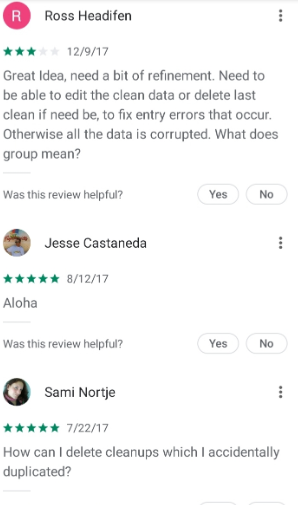 R Ross Headifen
12/9/17
Great Idea, need a bit of refinement. Need to
be able to edit the clean data or delete last
clean if need be, to fix entry errors that occur.
Otherwise all the data is corrupted. What does
group mean?
Was this review helpful? Yes No
Jesse Castaneda
8/12/17
Aloha
Was this review helpful? Yes No
Sami Nortje
7/22/17
How can I delete cleanups which I accidentally
duplicated?